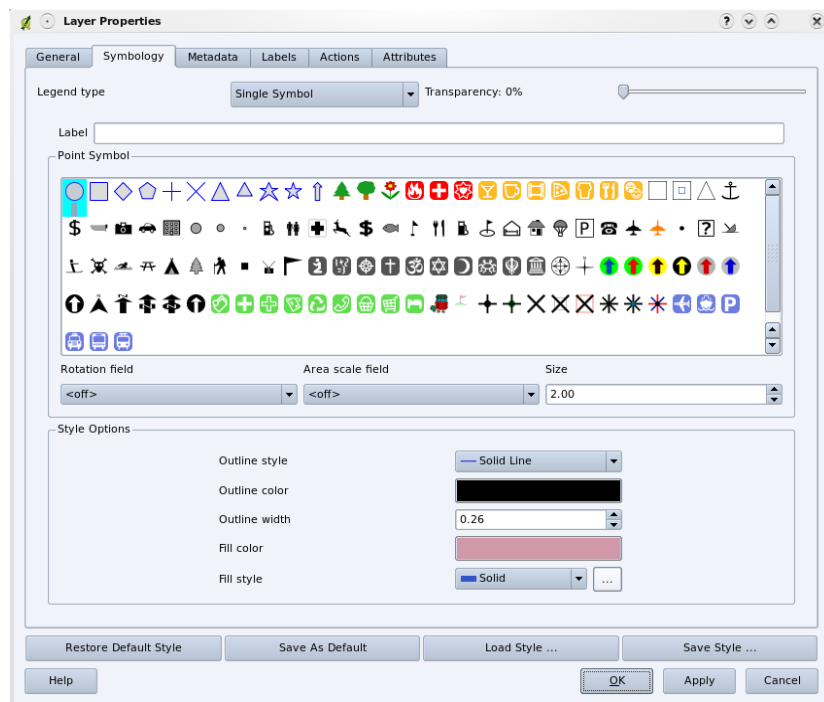 Layer Properties
General Symbology Metadata Labels Actions Attributes
Legend type Single Symbol Transparency: 0%
Label
Point Symbol
Rotation field Area scale field Size
<off> <off> 2.00
Style Options
Outline style Solid Line
Outline color
Outline width 0.26
Fill color
Fill style Solid ...
Restore Default Style Save As Default Load Style ... Save Style ...
Help OK Apply Cancel